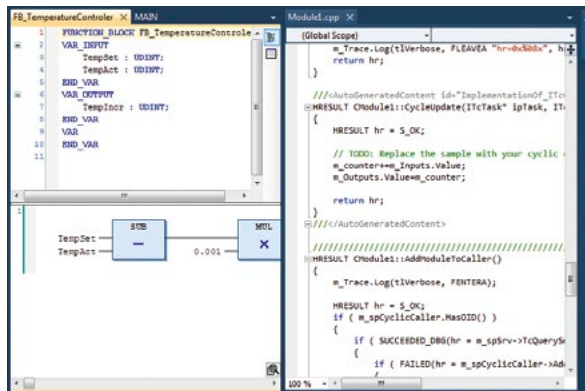 FB_TemperatureControler × MAIN
1 FUNCTION_BLOCK FB_TemperatureControle
2 VAR_INPUT
3 TempSet : UDINT;
4 TempAct : UDINT;
5 END_VAR
6 VAR_OUTPUT
7 TempIncr : UDINT;
8 END_VAR
9 VAR
10 END_VAR
11
1
SUB
MUL
TempSet
TempAct
0.001
Module1.cpp ×
(Global Scope)
m_Trace.Log(tlVerbose, FLEAVEA "hr=0x%08x", h
return hr;
}
///<AutoGeneratedContent id="ImplementationOf_ITc
HRESULT CModule1::CycleUpdate(ITcTask* ipTask, IT
{
HRESULT hr = S_OK;
// TODO: Replace the sample with your cyclic
m_counter+=m_Inputs.Value;
m_Outputs.Value=m_counter;
return hr;
}
///</AutoGeneratedContent>
///////////////////////////////////////////////////
HRESULT CModule1::AddModuleToCaller()
{
m_Trace.Log(tlVerbose, FENTERA);
HRESULT hr = S_OK;
if ( m_spCyclicCaller.HasOID() )
{
if ( SUCCEEDED_DBG(hr = m_spSrv->TcQuerySe
{
if ( FAILED(hr = m_spCyclicCaller->Ad
100 %